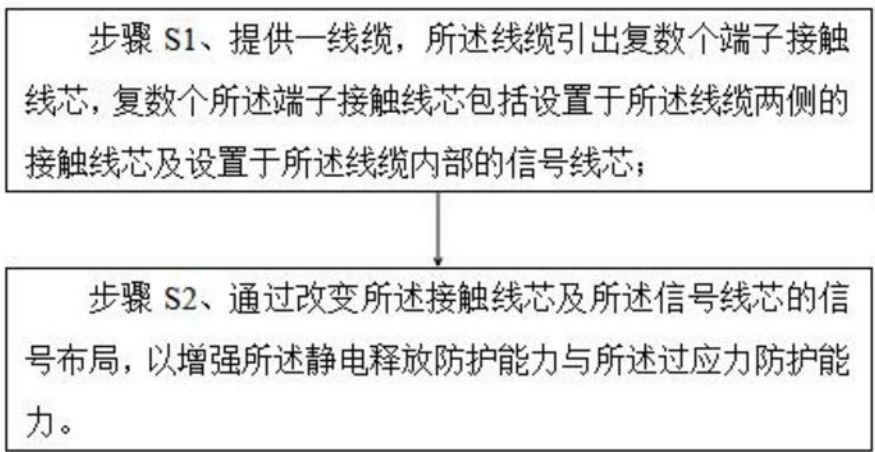 步骤 S1、提供一线缆，所述线缆引出复数个端子接触
线芯，复数个所述端子接触线芯包括设置于所述线缆两侧的
接触线芯及设置于所述线缆内部的信号线芯；
步骤 S2、通过改变所述接触线芯及所述信号线芯的信
号布局，以增强所述静电释放防护能力与所述过应力防护能
力。